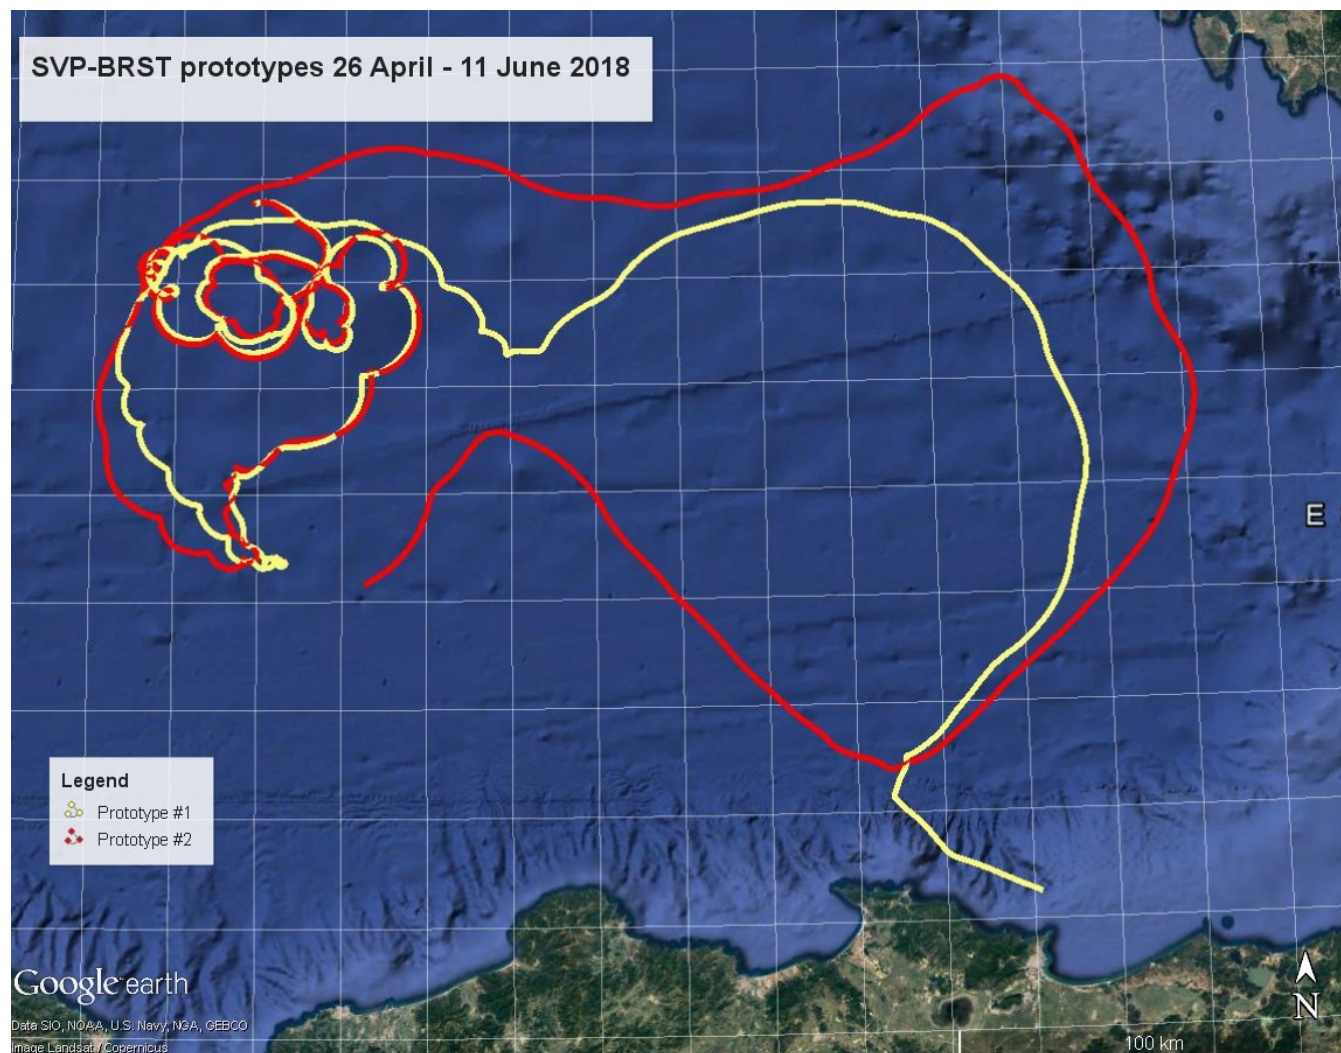 SVP-BRST prototypes 26 April - 11 June 2018
E
Legend
Prototype #1
Prototype #2
Google earth
N
Data SIO, NOAA, U.S. Navy, NGA, GEBCO
Image Landsat / Copernicus
100 km